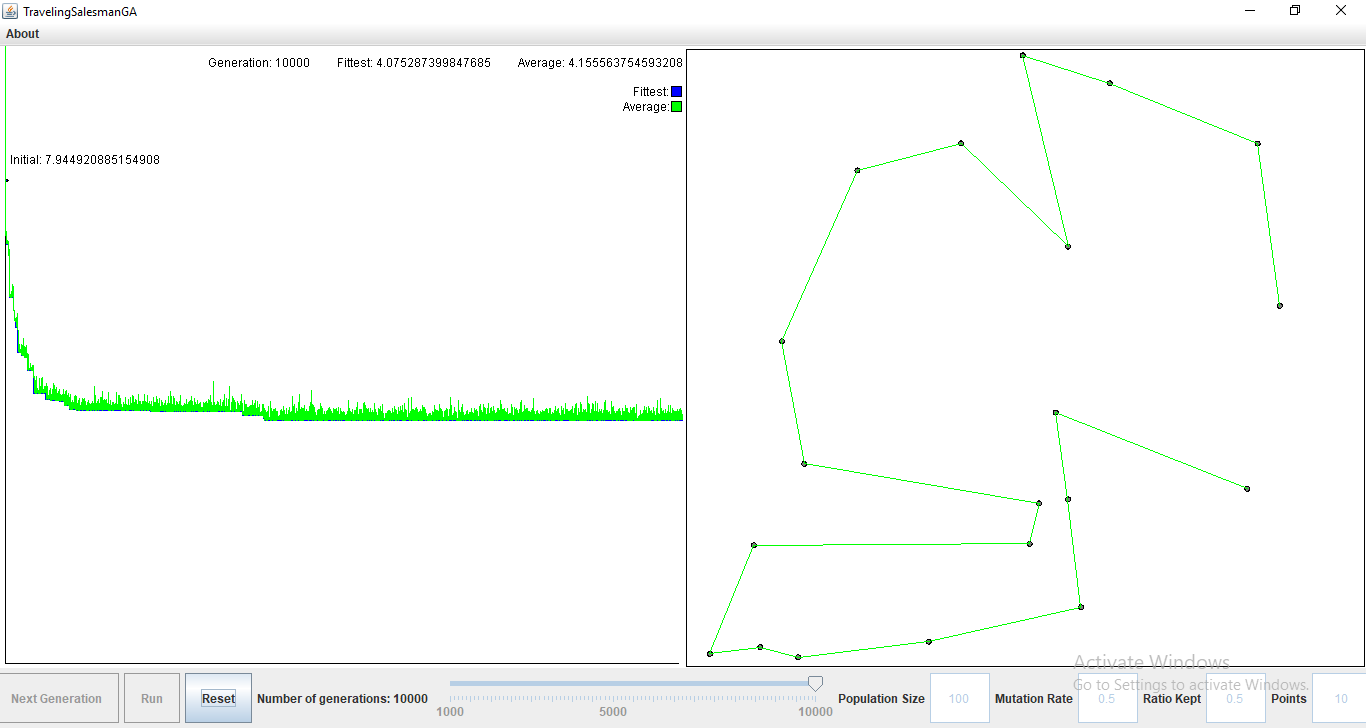 TravelingSalesmanGA
About
Generation: 10000 Fittest: 4.075287399847685 Average: 4.155563754593208
Fittest:
Average:
Initial: 7.944920885154908
Activate Windows
Go to Settings to activate Windows.
Next Generation Run Reset Number of generations: 10000 Population Size 100 Mutation Rate 0.5 Ratio Kept 0.5 Points 10
1000 5000 10000